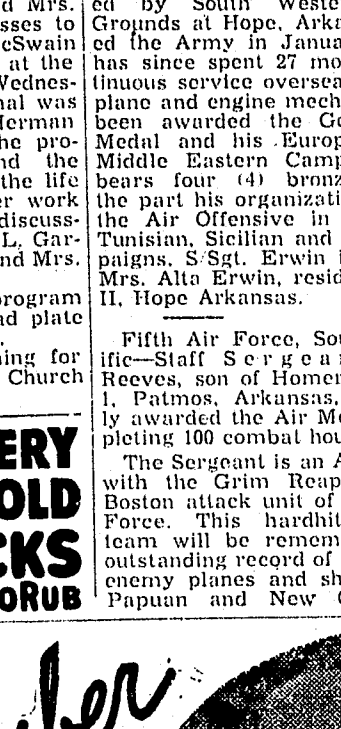 d Mrs.
sses to
cSwain
at the
Wednes-
nal was
Herman
he pro-
nd the
the life
er work
discuss-
L. Gar-
nd Mrs.
program
ad plate
ning for
Church
ERY
OLD
CKS
ORUB
ed by South Weste
Grounds at Hope, Arka
ed the Army in Janua
has since spent 27 mo
tinuous service oversea
plane and engine mech
been awarded the Go
Medal and his Europ
Middle Eastern Camp
bears four (4) bronz
the part his organizati
the Air Offensive in
Tunisian, Sicilian and
paigns. S/Sgt. Erwin i
Mrs. Alta Erwin, resid
II, Hope Arkansas.
Fifth Air Force, Sou
ific—Staff Sergean
Reeves, son of Homer
1, Patmos, Arkansas,
ly awarded the Air Me
pleting 100 combat hou
The Sergeant is an A
with the Grim Reap
Boston attack unit of
Force. This hardhit
team will be remem
outstanding record of
enemy planes and sh
Papuan and New G
ber